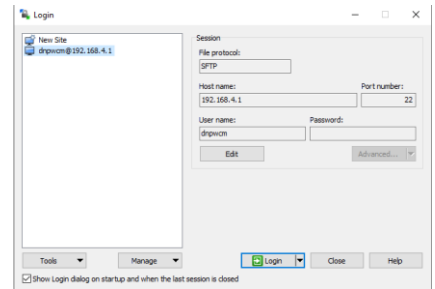 Login
New Site
dnpwcm@192.168.4.1
Session
File protocol:
SFTP
Host name:
Port number:
192.168.4.1
22
User name:
Password:
dnpwcm
Edit
Advanced...
Tools
Manage
Login
Close
Help
Show Login dialog on startup and when the last session is closed